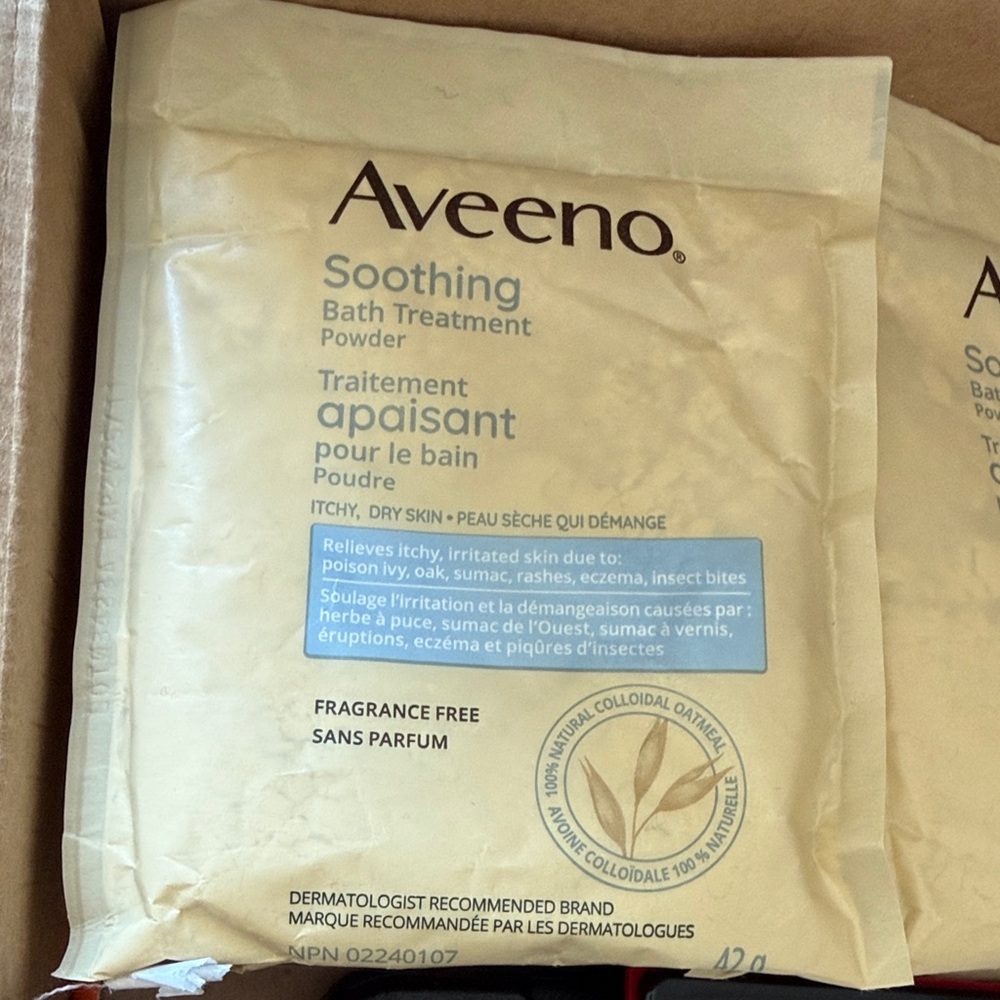 Aveeno®
Soothing
Bath Treatment
Powder
Traitement
apaisant
pour le bain
Poudre
ITCHY, DRY SKIN • PEAU SÈCHE QUI DÉMANGE
Relieves itchy, irritated skin due to:
poison ivy, oak, sumac, rashes, eczema, insect bites
Soulage l'irritation et la démangeaison causées par :
herbe à puce, sumac de l'Ouest, sumac à vernis,
éruptions, eczéma et piqûres d'insectes
FRAGRANCE FREE
SANS PARFUM
100% NATURAL COLLOIDAL OATMEAL
AVOINE COLLOÏDALE 100 % NATURELLE
DERMATOLOGIST RECOMMENDED BRAND
MARQUE RECOMMANDÉE PAR LES DERMATOLOGUES
NPN 02240107
42 g